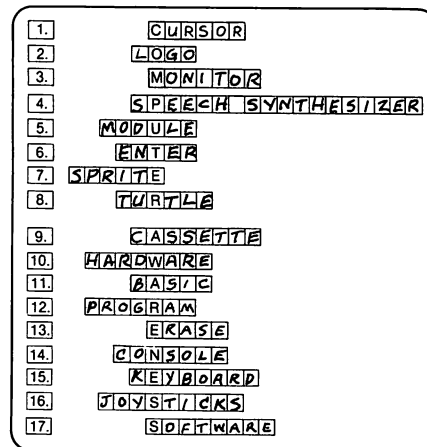 1. CURSOR
2. LOGO
3. MONITOR
4. SPEECH SYNTHESIZER
5. MODULE
6. ENTER
7. SPRITE
8. TURTLE
9. CASSETTE
10. HARDWARE
11. BASIC
12. PROGRAM
13. ERASE
14. CONSOLE
15. KEYBOARD
16. JOYSTICKS
17. SOFTWARE